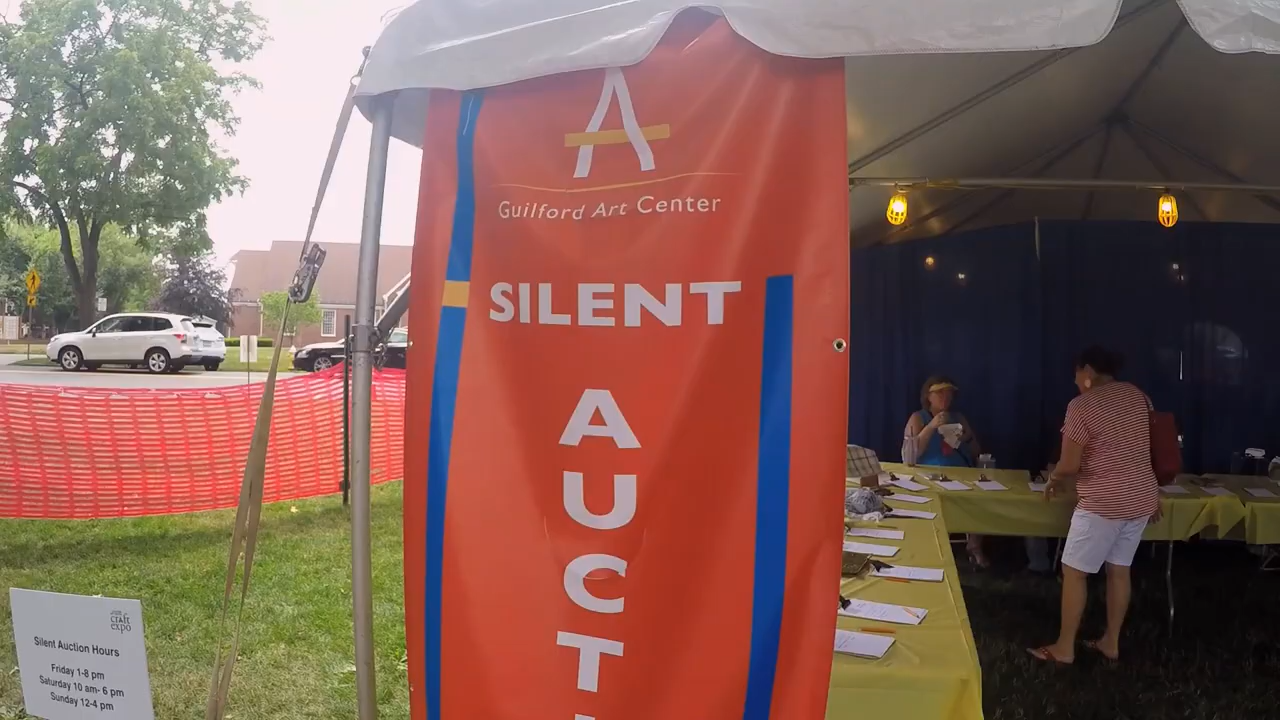 Guilford Art Center
SILENT
A
U
C
T
craft
expo
Silent Auction Hours
Friday 1-8 pm
Saturday 10 am- 6 pm
Sunday 12-4 pm